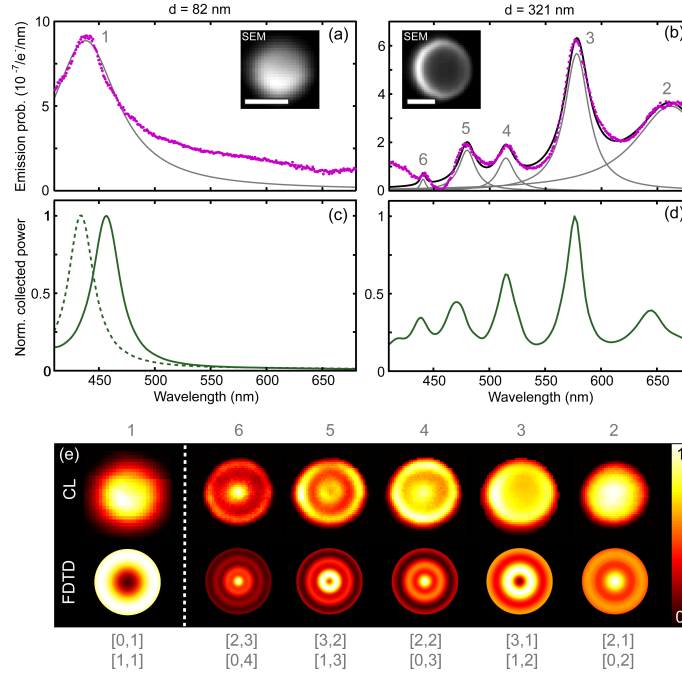 d = 82 nm
d = 321 nm
Emission prob. (10⁻⁷/e⁻/nm)
10
7.5
5
2.5
0
1
SEM
(a)
6
4
2
0
SEM
(b)
3
2
5
4
6
Norm. collected power
1
0.5
0
(c)
450 500 550 600 650
Wavelength (nm)
1
0.5
0
(d)
450 500 550 600 650
Wavelength (nm)
1 6 5 4 3 2
(e)
CL
FDTD
1
0
[0,1] [2,3] [3,2] [2,2] [3,1] [2,1]
[1,1] [0,4] [1,3] [0,3] [1,2] [0,2]